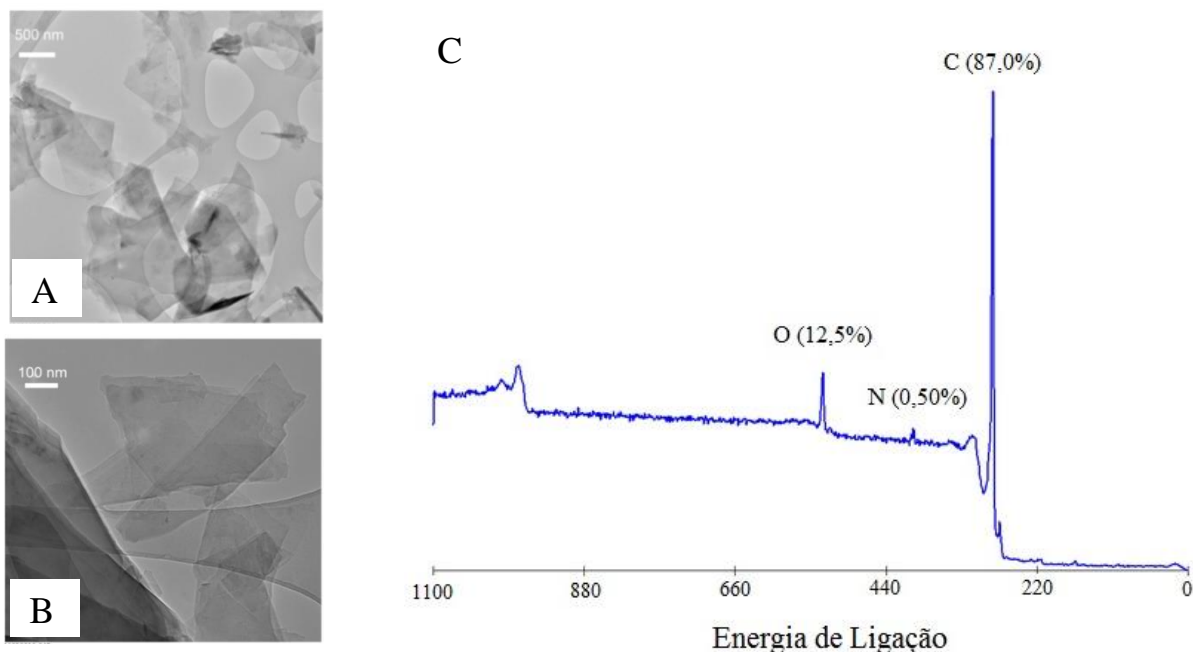 500 nm
A
100 nm
B
C
C (87,0%)
O (12,5%)
N (0,50%)
1100 880 660 440 220 0
Energia de Ligação